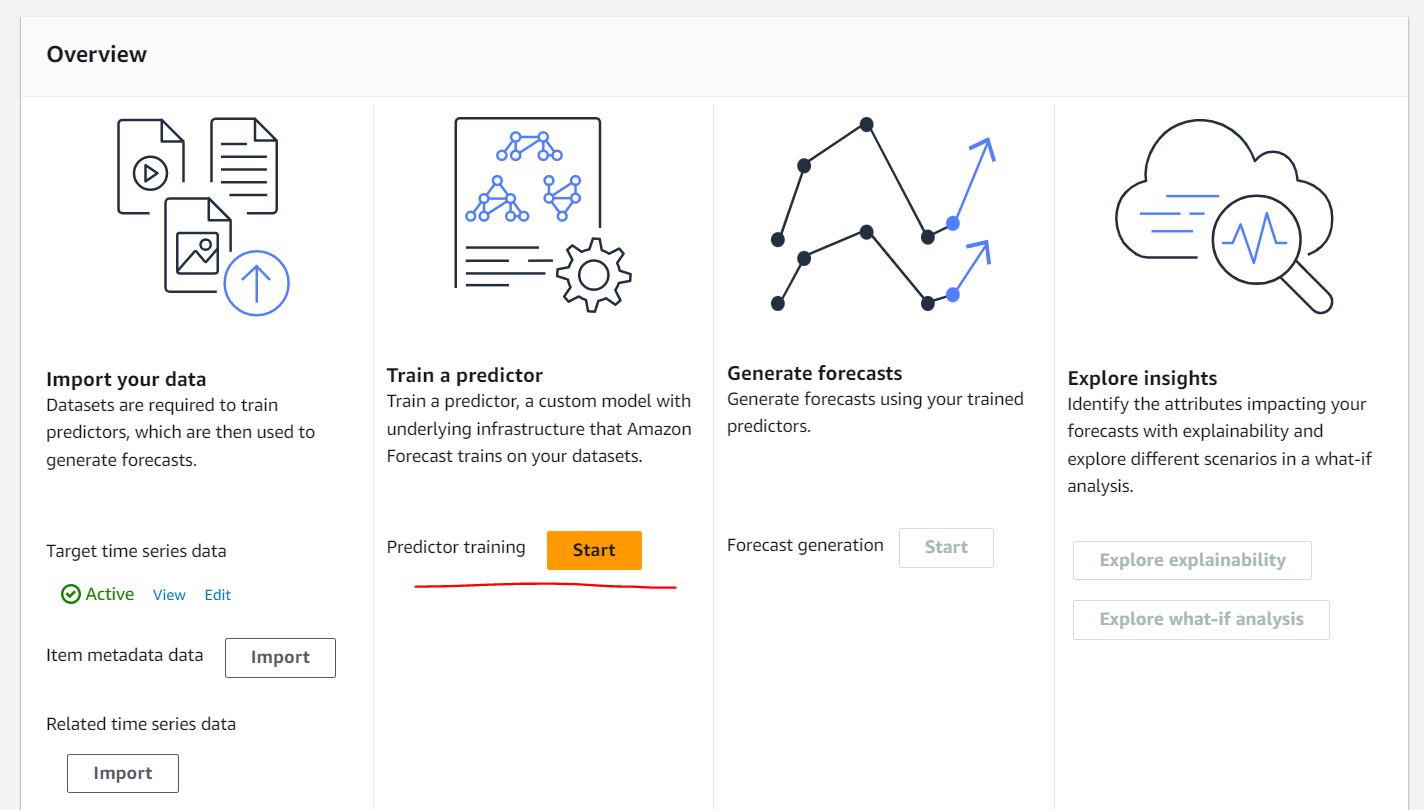 Overview
Import your data
Datasets are required to train
predictors, which are then used to
generate forecasts.
Target time series data
Active View Edit
Item metadata data Import
Related time series data
Import
Train a predictor
Train a predictor, a custom model with
underlying infrastructure that Amazon
Forecast trains on your datasets.
Predictor training Start
Generate forecasts
Generate forecasts using your trained
predictors.
Forecast generation Start
Explore insights
Identify the attributes impacting your
forecasts with explainability and
explore different scenarios in a what-if
analysis.
Explore explainability
Explore what-if analysis